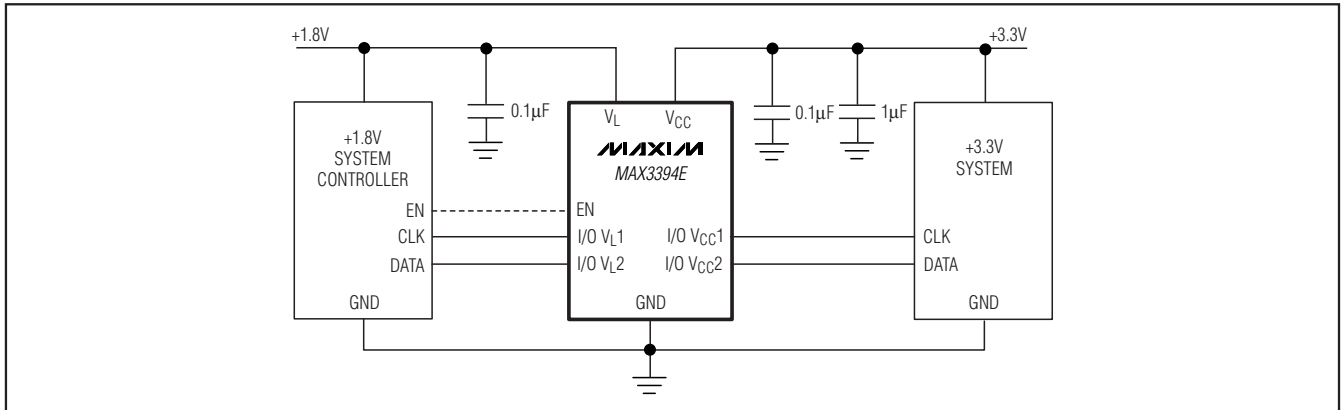 +1.8V
+3.3V
0.1µF
0.1µF
1µF
+1.8V
SYSTEM
CONTROLLER
EN
CLK
DATA
GND
VL
VCC
MAXIM
MAX3394E
EN
I/O VL1
I/O VL2
I/O VCC1
I/O VCC2
GND
+3.3V
SYSTEM
CLK
DATA
GND